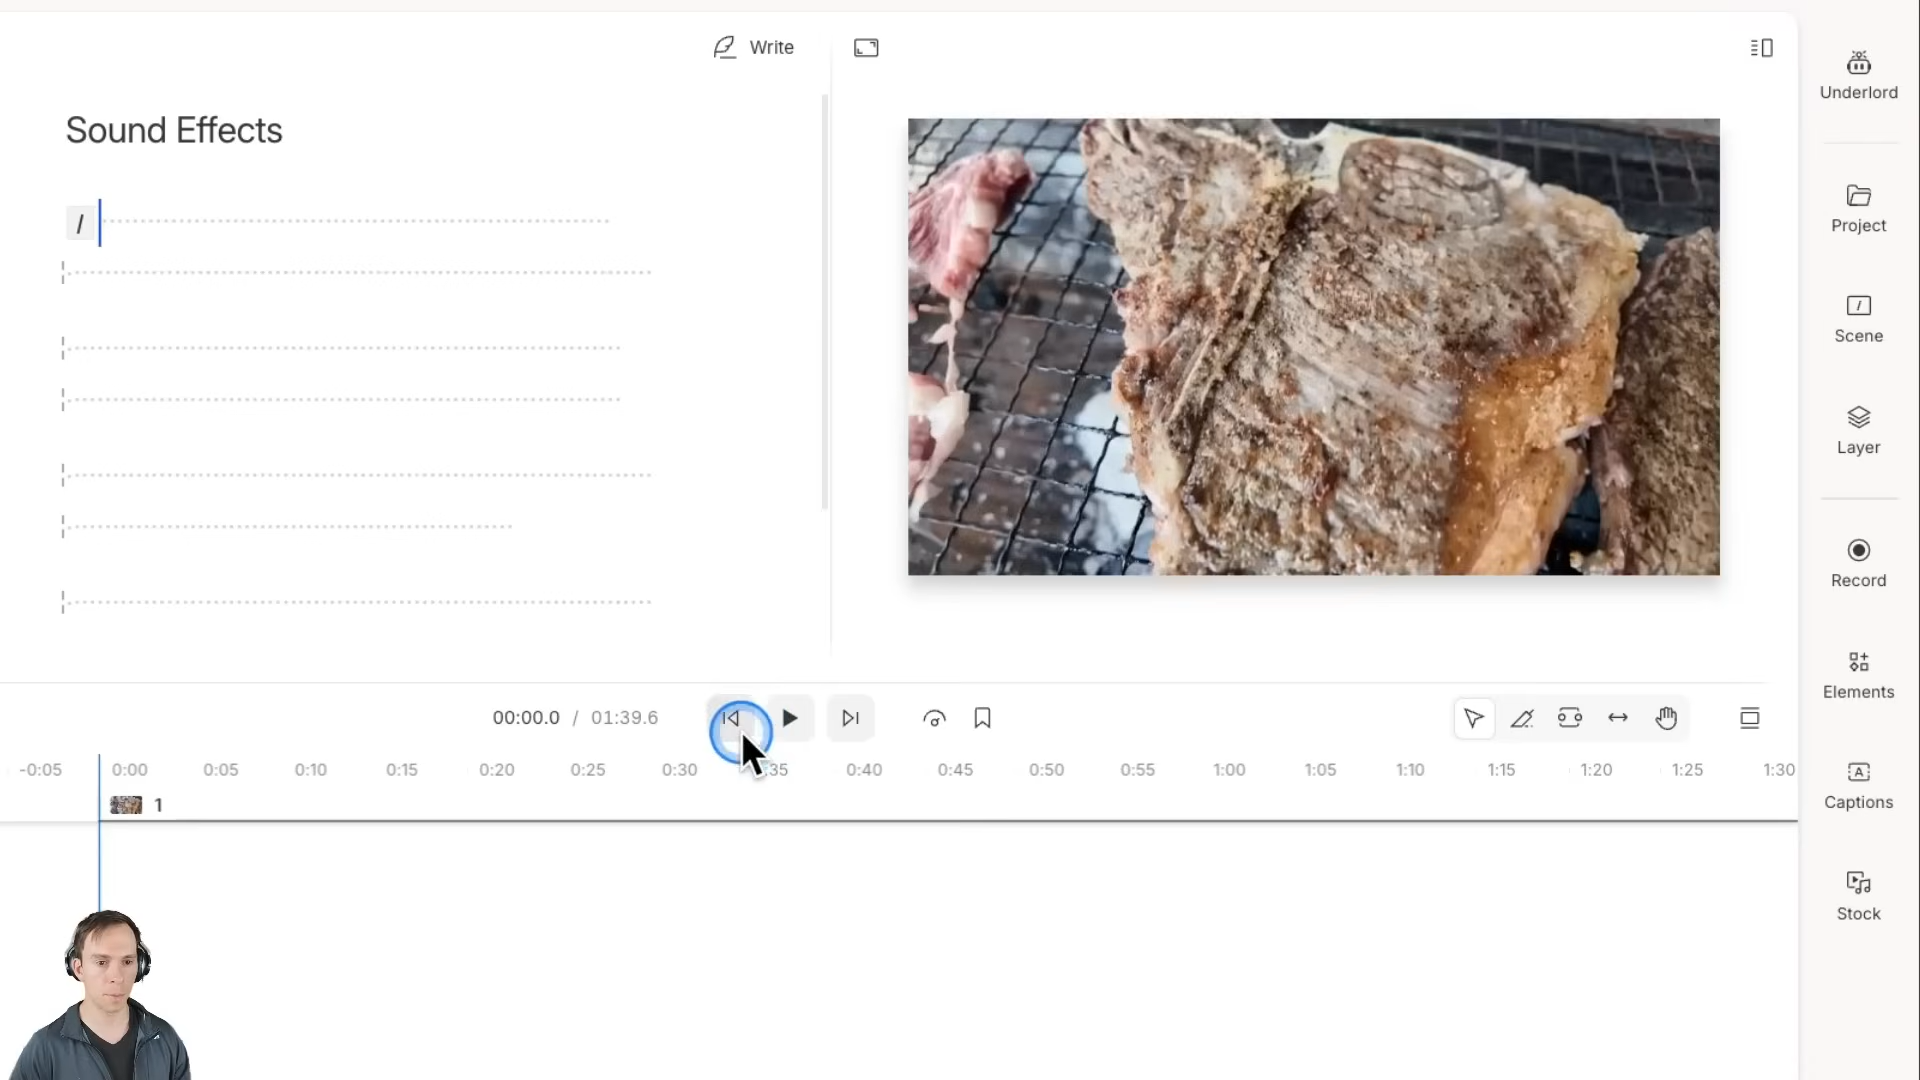 Write
Sound Effects
/
Underlord
Project
Scene
Layer
Record
Elements
Captions
Stock
00:00.0 / 01:39.6
-0:05 0:00 0:05 0:10 0:15 0:20 0:25 0:30 :35 0:40 0:45 0:50 0:55 1:00 1:05 1:10 1:15 1:20 1:25 1:30
1